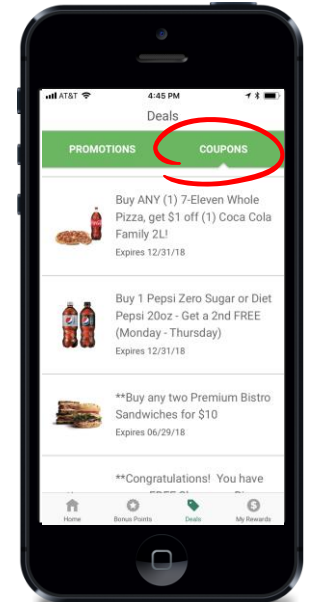 AT&T 4:45 PM
Deals
PROMOTIONS COUPONS
Buy ANY (1) 7-Eleven Whole
Pizza, get $1 off (1) Coca Cola
Family 2L!
Expires 12/31/18
Buy 1 Pepsi Zero Sugar or Diet
Pepsi 20oz - Get a 2nd FREE
(Monday - Thursday)
Expires 12/31/18
**Buy any two Premium Bistro
Sandwiches for $10
Expires 06/29/18
**Congratulations! You have
Home Bonus Points Deals My Rewards